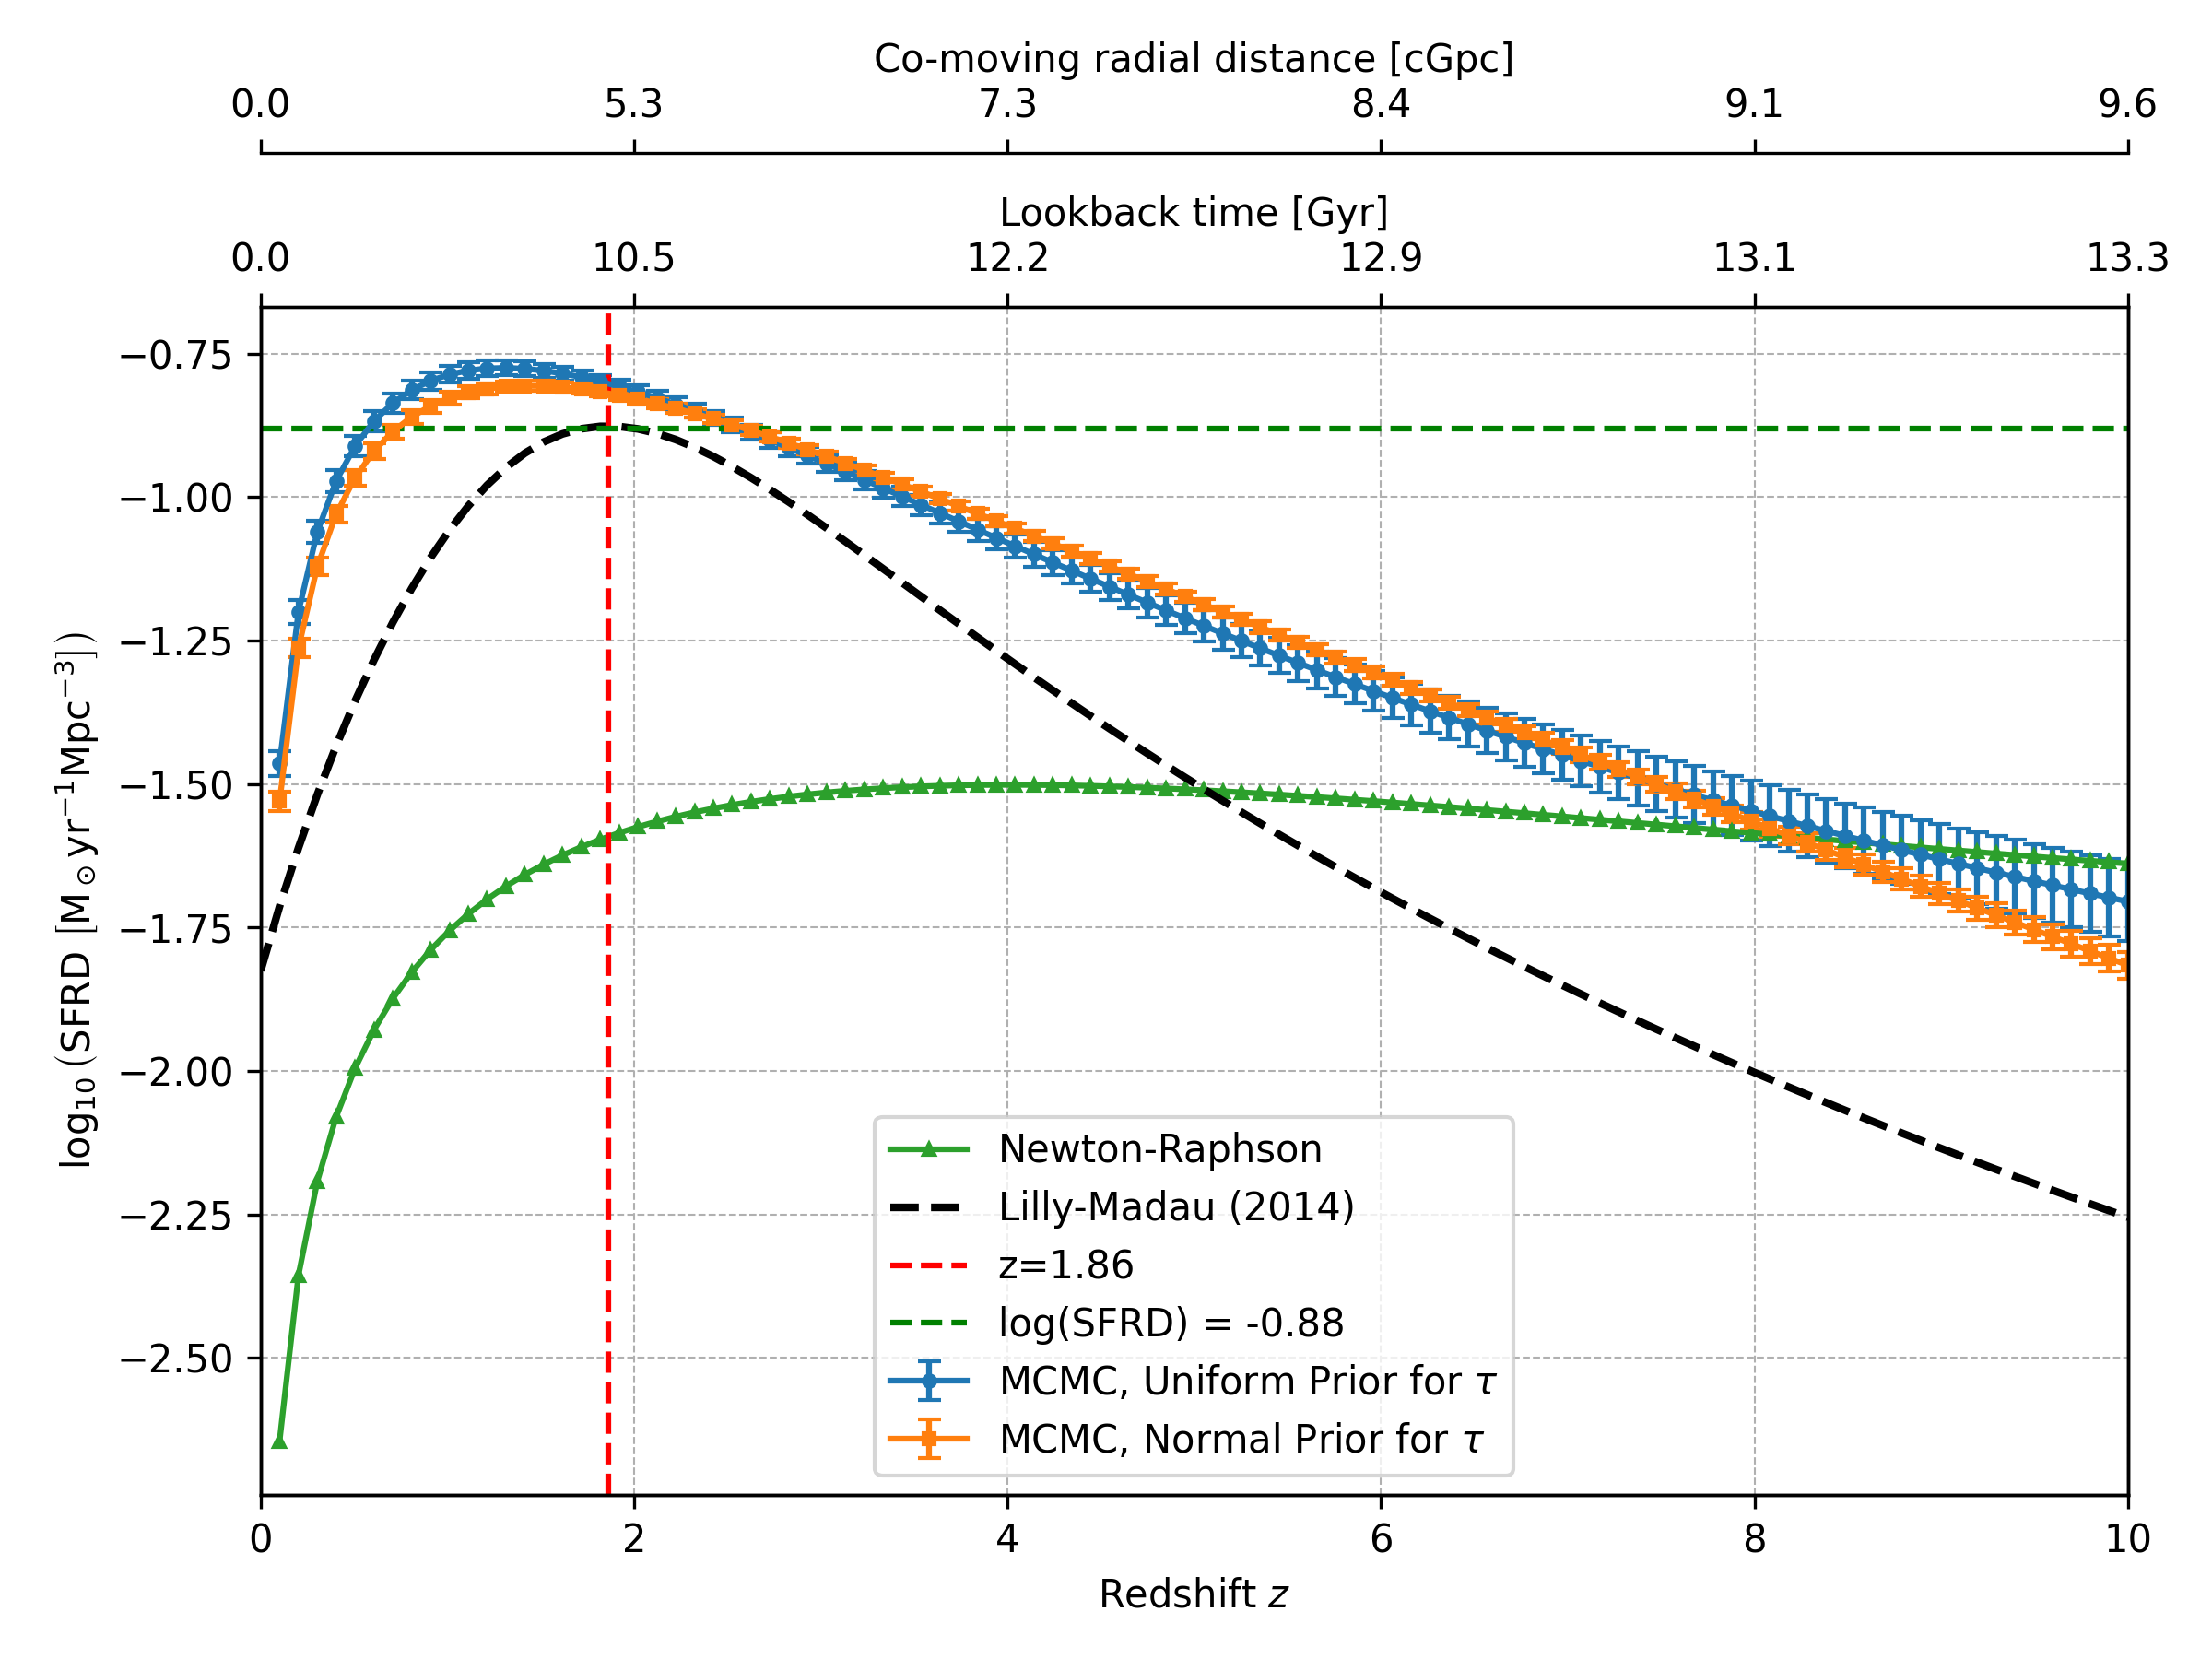 Co-moving radial distance [cGpc]
0.0 5.3 7.3 8.4 9.1 9.6
Lookback time [Gyr]
0.0 10.5 12.2 12.9 13.1 13.3
log₁₀ (SFRD [M⊙yr⁻¹Mpc⁻³])
−0.75
−1.00
−1.25
−1.50
−1.75
−2.00
−2.25
−2.50
Newton-Raphson
Lilly-Madau (2014)
z=1.86
log(SFRD) = -0.88
MCMC, Uniform Prior for τ
MCMC, Normal Prior for τ
0 2 4 6 8 10
Redshift z